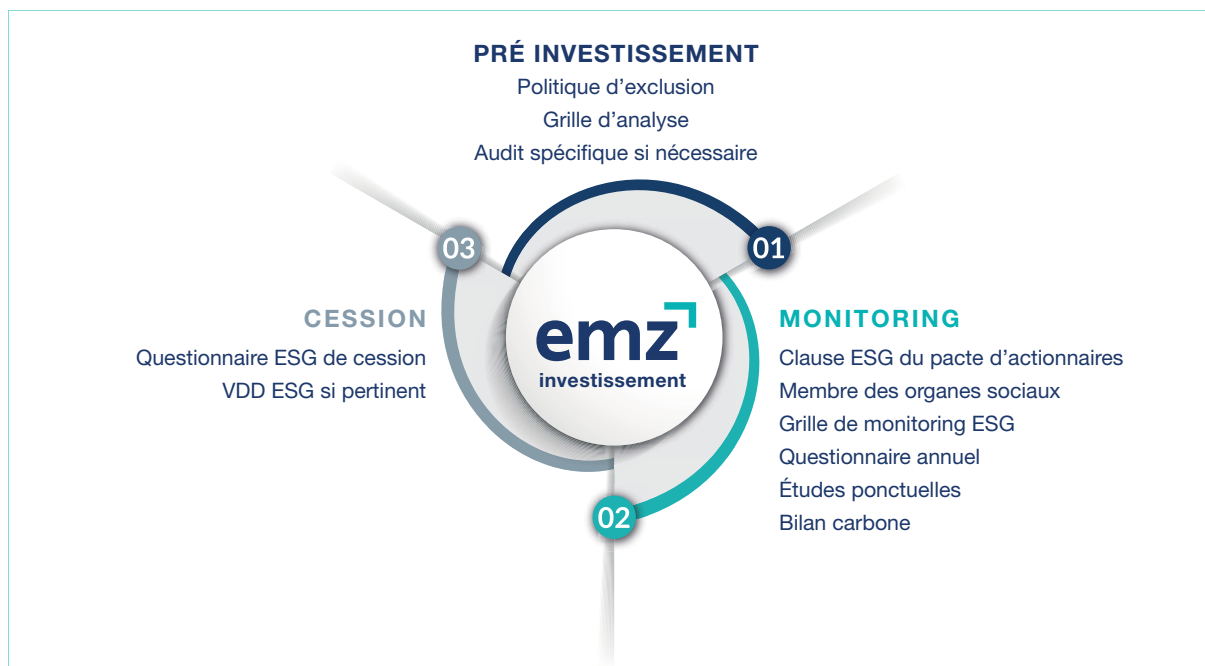 PRÉ INVESTISSEMENT
Politique d’exclusion
Grille d’analyse
Audit spécifique si nécessaire
03
01
CESSION
Questionnaire ESG de cession
VDD ESG si pertinent
emz
investissement
MONITORING
Clause ESG du pacte d’actionnaires
Membre des organes sociaux
Grille de monitoring ESG
Questionnaire annuel
Études ponctuelles
Bilan carbone
02